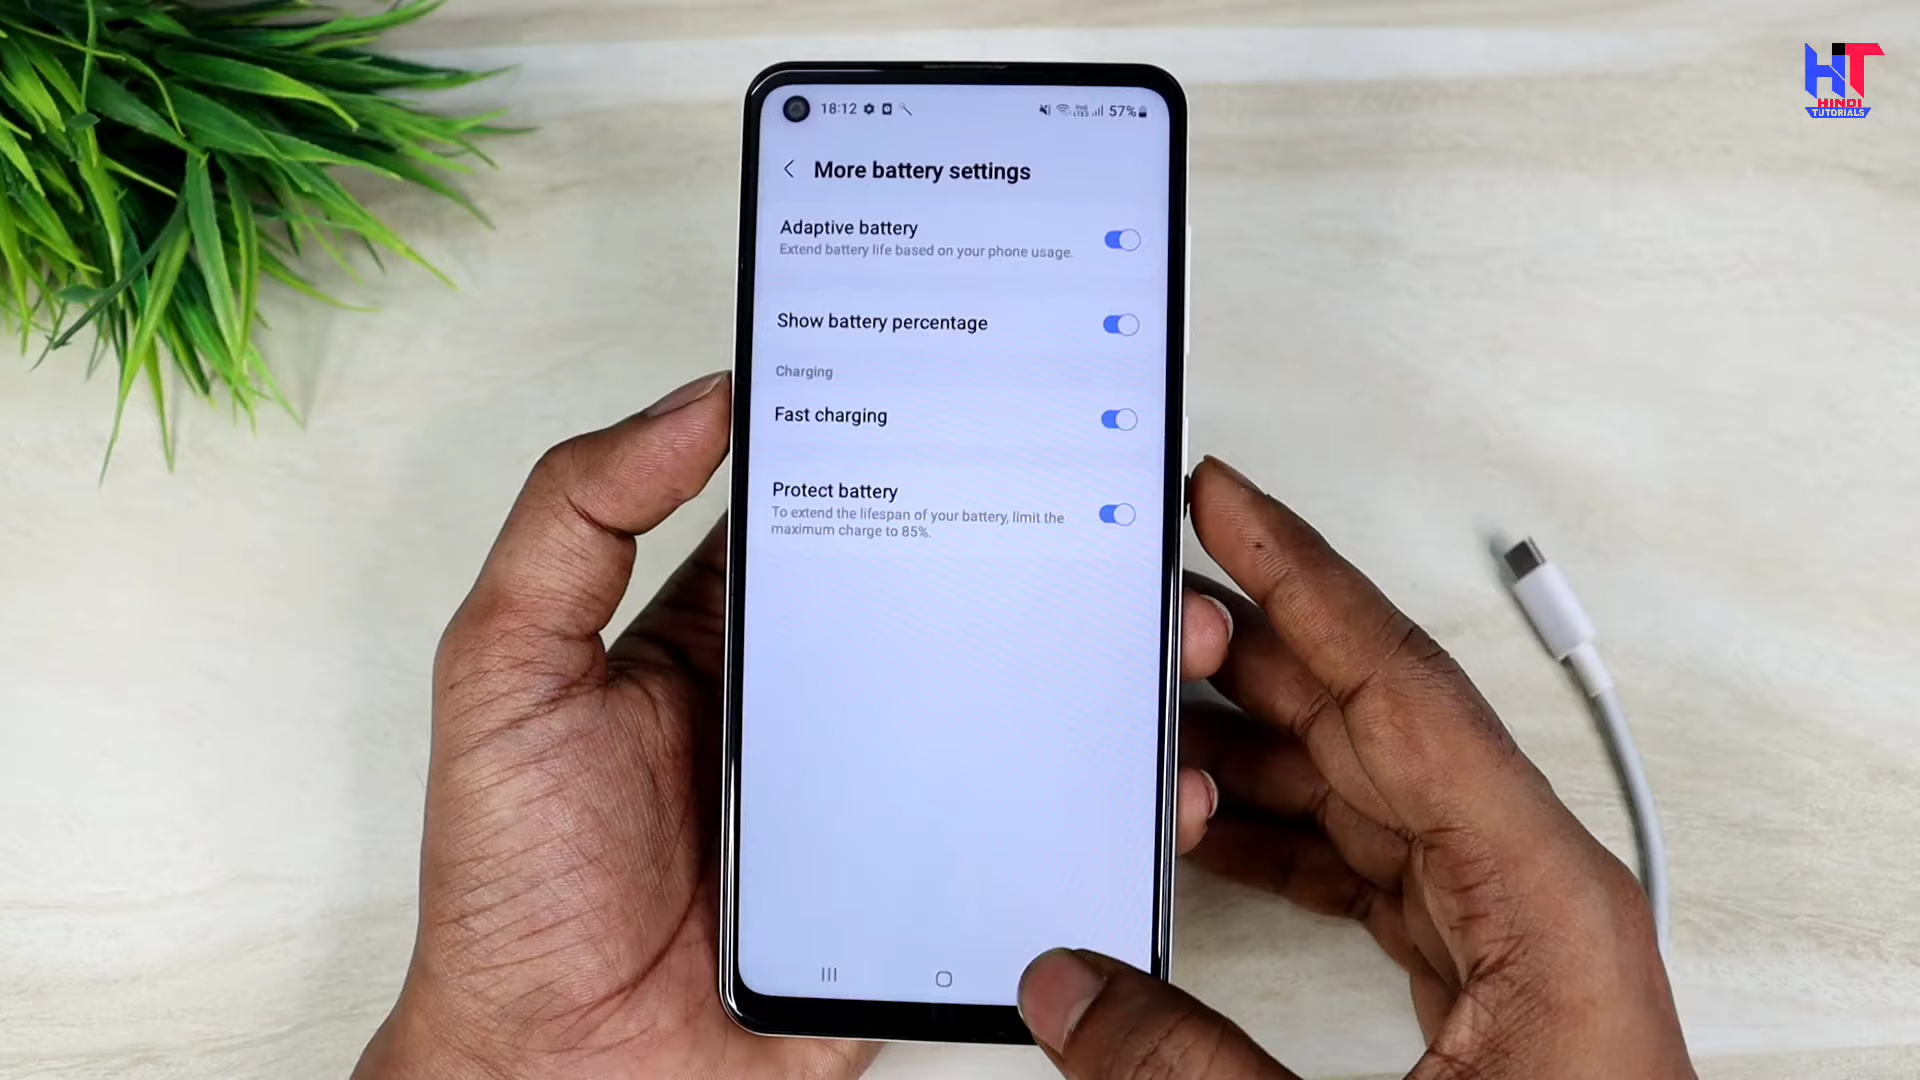 18:12
57%
More battery settings
Adaptive battery
Extend battery life based on your phone usage.
Show battery percentage
Charging
Fast charging
Protect battery
To extend the lifespan of your battery, limit the
maximum charge to 85%.
HT
HINDI
TUTORIALS